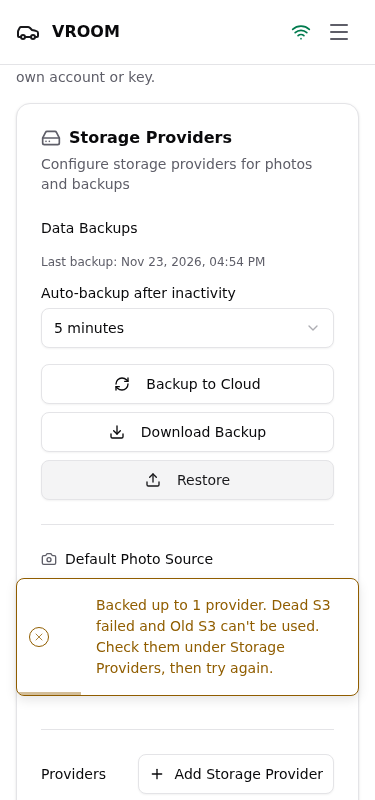 VROOM
own account or key.
Storage Providers
Configure storage providers for photos
and backups
Data Backups
Last backup: Nov 23, 2026, 04:54 PM
Auto-backup after inactivity
5 minutes
Backup to Cloud
Download Backup
Restore
Default Photo Source
Backed up to 1 provider. Dead S3
failed and Old S3 can't be used.
Check them under Storage
Providers, then try again.
Providers
Add Storage Provider